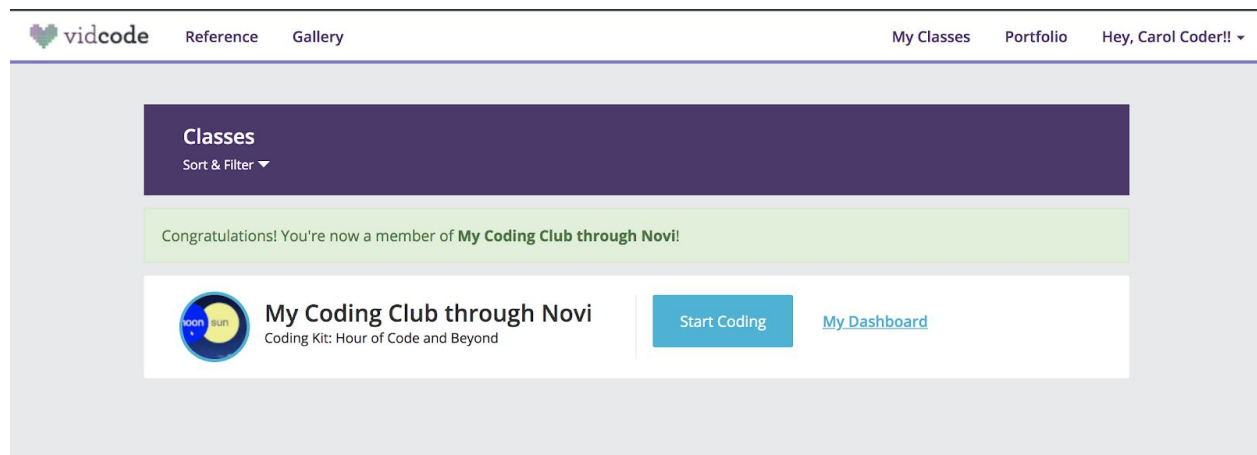 vidcode Reference Gallery My Classes Portfolio Hey, Carol Coder!!
Classes
Sort & Filter
Congratulations! You're now a member of My Coding Club through Novi!
moon sun
My Coding Club through Novi
Coding Kit: Hour of Code and Beyond
Start Coding
My Dashboard